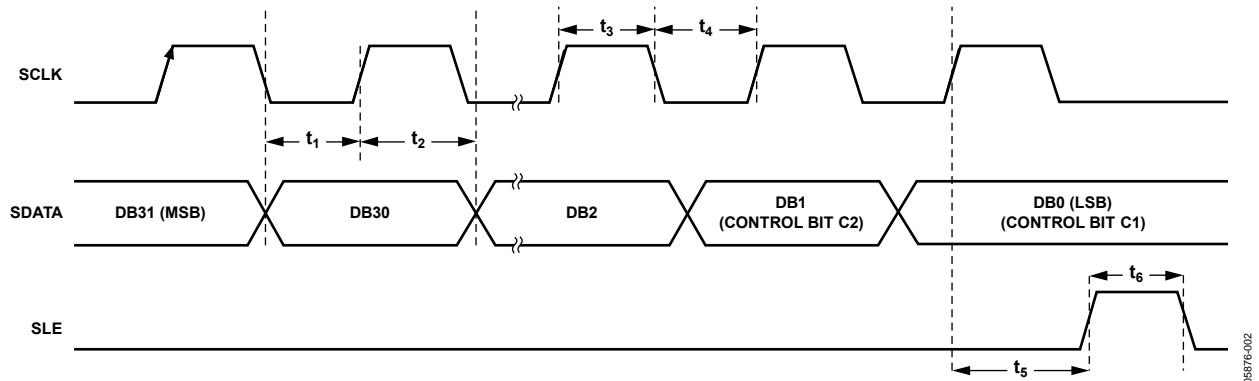 t3
t4
SCLK
t1
t2
SDATA
DB31 (MSB)
DB30
DB2
DB1
(CONTROL BIT C2)
DB0 (LSB)
(CONTROL BIT C1)
t6
SLE
t5
05876-002